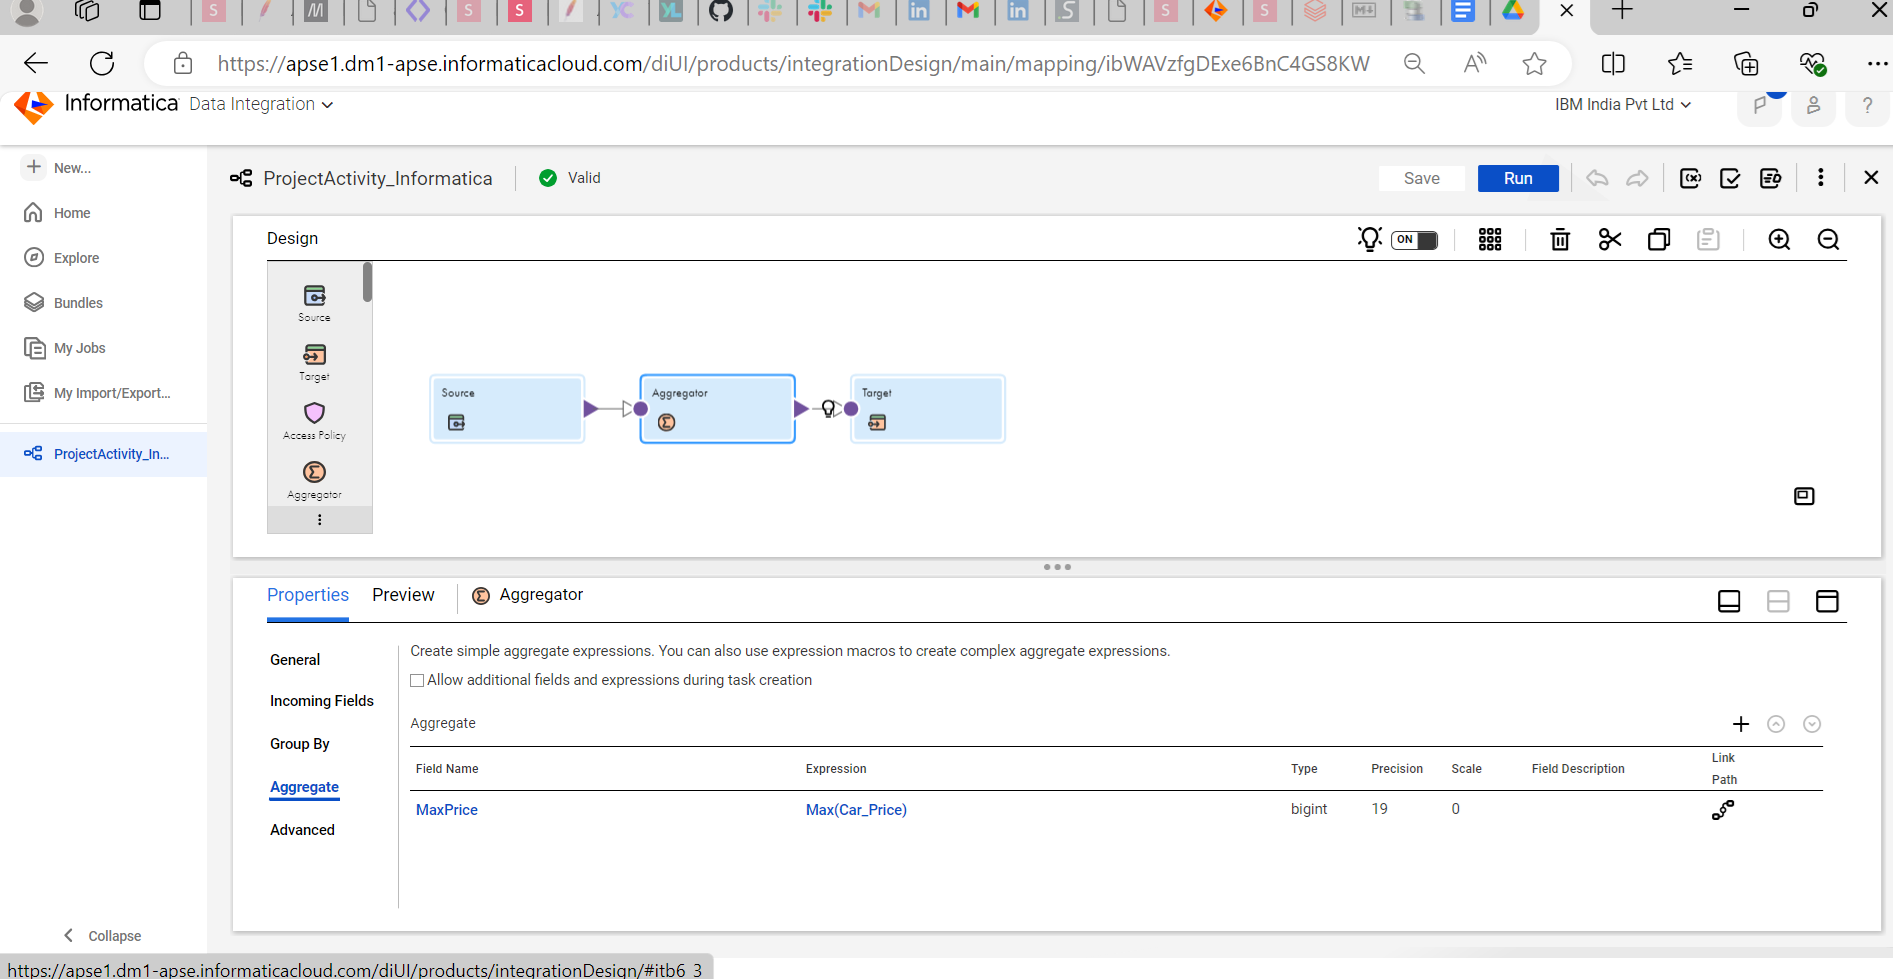 https://apse1.dm1-apse.informaticacloud.com/diUI/products/integrationDesign/main/mapping/ibWAVzfgDExe6BnC4GS8KW
Informatica Data Integration
IBM India Pvt Ltd
?
New...
Home
Explore
Bundles
My Jobs
My Import/Export...
ProjectActivity_In...
Collapse
ProjectActivity_Informatica
Valid
Save
Run
Design
ON
Source
Target
Access Policy
Aggregator
Source
Aggregator
Target
Properties
Preview
Aggregator
General
Incoming Fields
Group By
Aggregate
Advanced
Create simple aggregate expressions. You can also use expression macros to create complex aggregate expressions.
Allow additional fields and expressions during task creation
Aggregate
Field Name Expression Type Precision Scale Field Description Link Path
MaxPrice Max(Car_Price) bigint 19 0
https://apse1.dm1-apse.informaticacloud.com/diUI/products/integrationDesign/#itb6_3